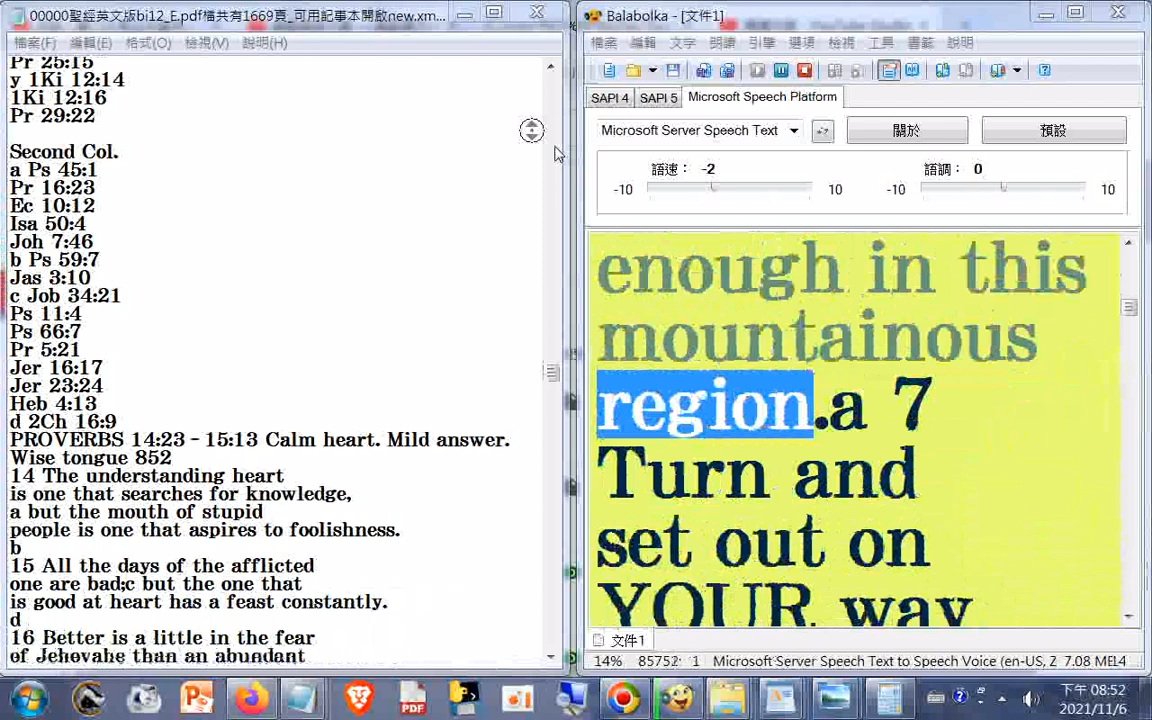 00000聖經英文版bi12_E.pdf檔共有1669頁_可用記事本開啟new.xm...
檔案(F) 編輯(E) 格式(O) 檢視(V) 說明(H)
Pr 25:15
y 1Ki 12:14
1Ki 12:16
Pr 29:22
Second Col.
a Ps 45:1
Pr 16:23
Ec 10:12
Isa 50:4
Joh 7:46
b Ps 59:7
Jas 3:10
c Job 34:21
Ps 11:4
Ps 66:7
Pr 5:21
Jer 16:17
Jer 23:24
Heb 4:13
d 2Ch 16:9
PROVERBS 14:23 - 15:13 Calm heart. Mild answer.
Wise tongue 852
14 The understanding heart
is one that searches for knowledge,
a but the mouth of stupid
people is one that aspires to foolishness.
b
15 All the days of the afflicted
one are bad;c but the one that
is good at heart has a feast constantly.
d
16 Better is a little in the fear
of Jehovahe than an abundant
Balabolka - [文件1]
檔案 編輯 文字 朗讀 引擎 選項 檢視 工具 書籤 說明
SAPI 4 SAPI 5 Microsoft Speech Platform
Microsoft Server Speech Text 關於 預設
語速： -2 語調： 0
-10 10 -10 10
enough in this
mountainous
region.a 7
Turn and
set out on
YOUR way
文件1
14% 85752: 1 Microsoft Server Speech Text to Speech Voice (en-US, 2 7.08 ME14
下午 08:52
2021/11/6